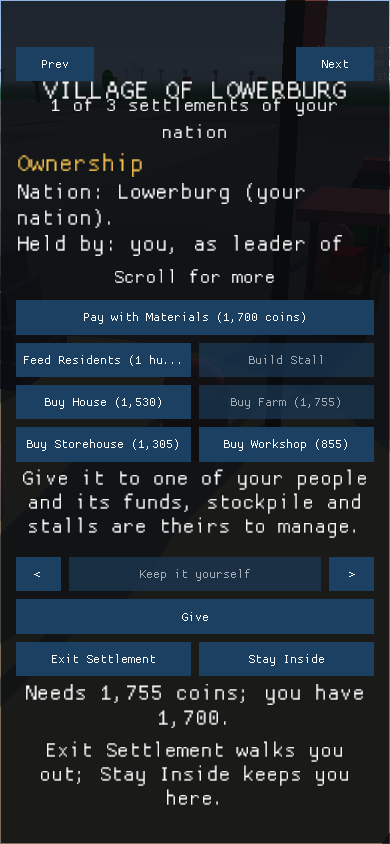 Prev
Next
VILLAGE OF LOWERBURG
1 of 3 settlements of your
nation
Ownership
Nation: Lowerburg (your
nation).
Held by: you, as leader of
Scroll for more
Pay with Materials (1,700 coins)
Feed Residents (1 hu...
Build Stall
Buy House (1,530)
Buy Farm (1,755)
Buy Storehouse (1,305)
Buy Workshop (855)
Give it to one of your people
and its funds, stockpile and
stalls are theirs to manage.
<
Keep it yourself
>
Give
Exit Settlement
Stay Inside
Needs 1,755 coins; you have
1,700.
Exit Settlement walks you
out; Stay Inside keeps you
here.